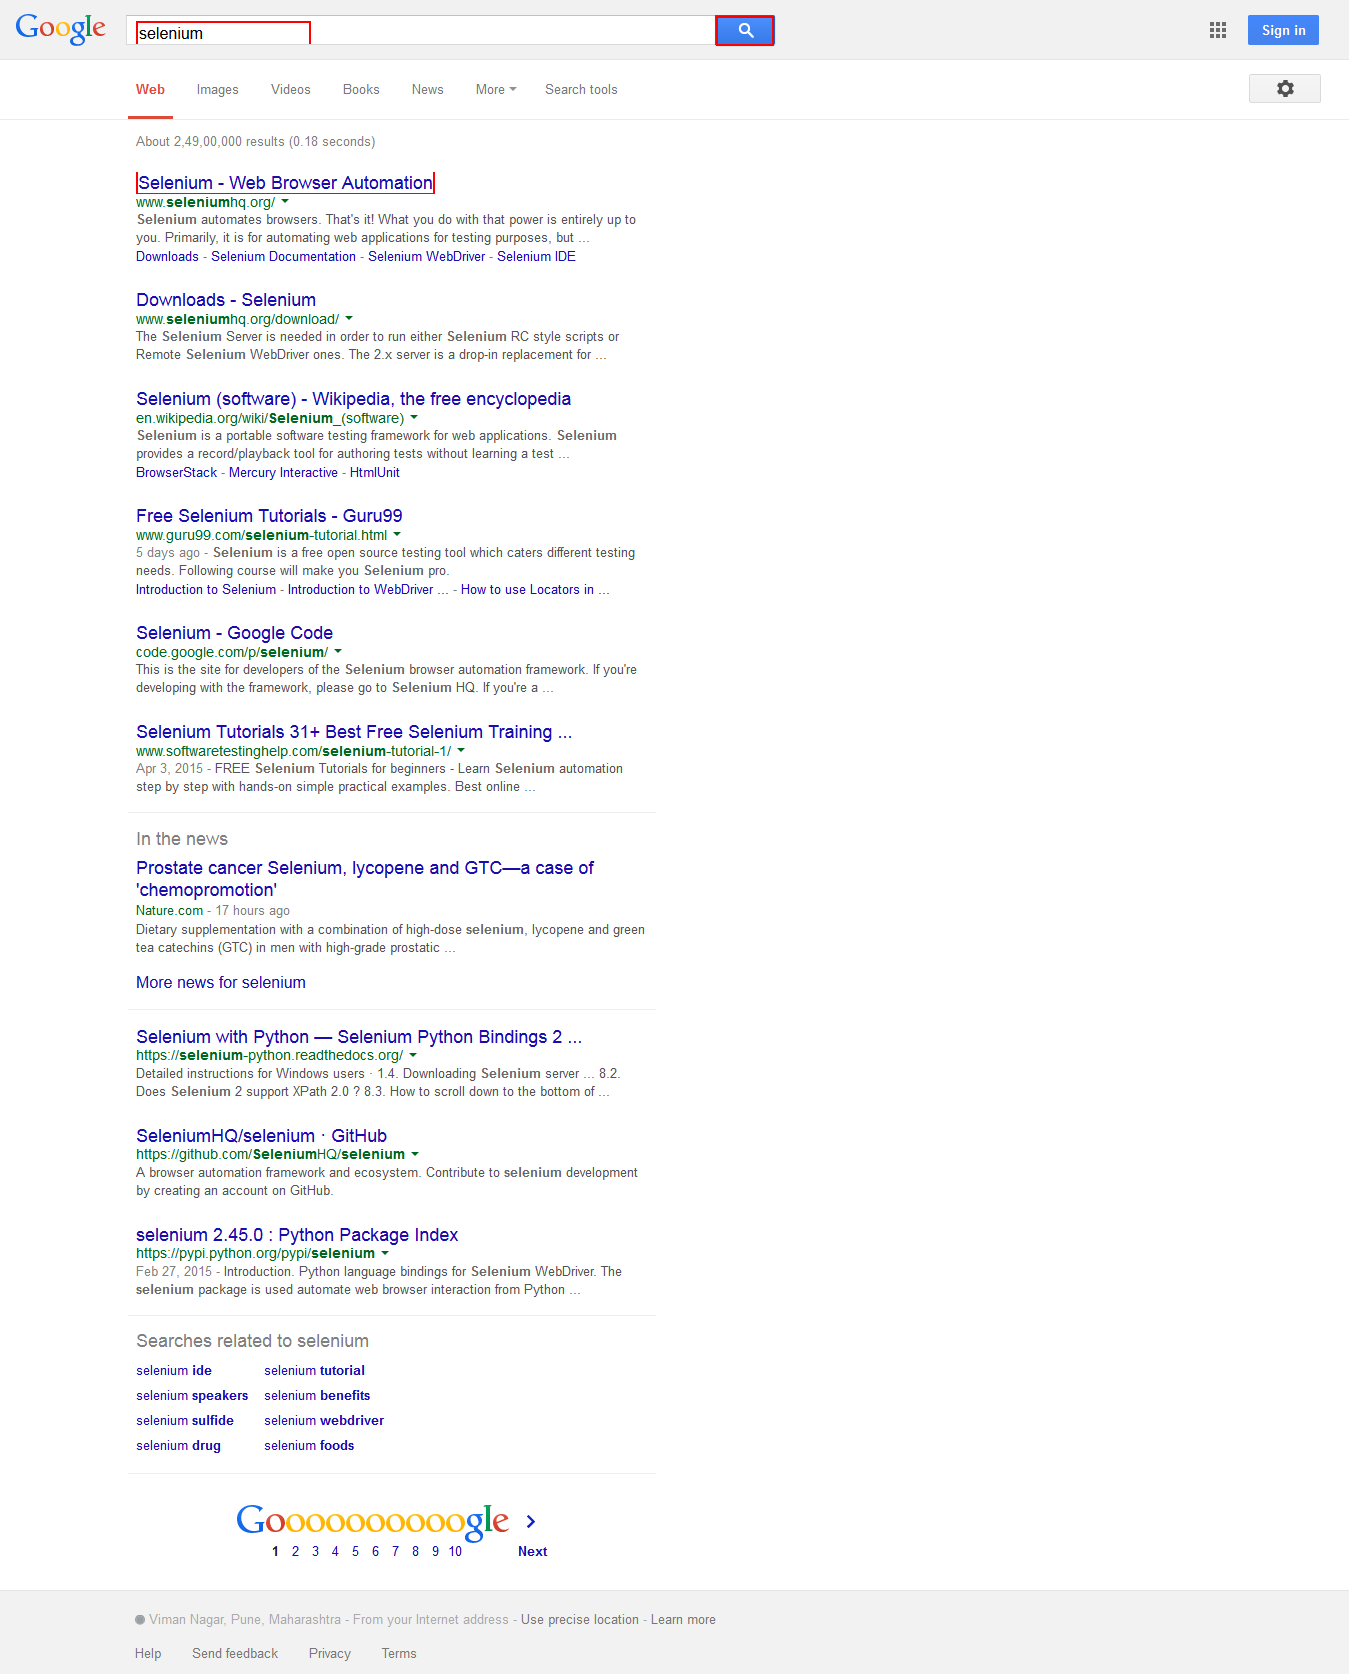 Google
selenium
Sign in
Web Images Videos Books News More Search tools
About 2,49,00,000 results (0.18 seconds)
Selenium - Web Browser Automation
www.seleniumhq.org/
Selenium automates browsers. That's it! What you do with that power is entirely up to
you. Primarily, it is for automating web applications for testing purposes, but ...
Downloads - Selenium Documentation - Selenium WebDriver - Selenium IDE
Downloads - Selenium
www.seleniumhq.org/download/
The Selenium Server is needed in order to run either Selenium RC style scripts or
Remote Selenium WebDriver ones. The 2.x server is a drop-in replacement for ...
Selenium (software) - Wikipedia, the free encyclopedia
en.wikipedia.org/wiki/Selenium_(software)
Selenium is a portable software testing framework for web applications. Selenium
provides a record/playback tool for authoring tests without learning a test ...
BrowserStack - Mercury Interactive - HtmlUnit
Free Selenium Tutorials - Guru99
www.guru99.com/selenium-tutorial.html
5 days ago - Selenium is a free open source testing tool which caters different testing
needs. Following course will make you Selenium pro.
Introduction to Selenium - Introduction to WebDriver ... - How to use Locators in ...
Selenium - Google Code
code.google.com/p/selenium/
This is the site for developers of the Selenium browser automation framework. If you're
developing with the framework, please go to Selenium HQ. If you're a ...
Selenium Tutorials 31+ Best Free Selenium Training ...
www.softwaretestinghelp.com/selenium-tutorial-1/
Apr 3, 2015 - FREE Selenium Tutorials for beginners - Learn Selenium automation
step by step with hands-on simple practical examples. Best online ...
In the news
Prostate cancer Selenium, lycopene and GTC—a case of
'chemopromotion'
Nature.com - 17 hours ago
Dietary supplementation with a combination of high-dose selenium, lycopene and green
tea catechins (GTC) in men with high-grade prostatic ...
More news for selenium
Selenium with Python — Selenium Python Bindings 2 ...
https://selenium-python.readthedocs.org/
Detailed instructions for Windows users · 1.4. Downloading Selenium server ... 8.2.
Does Selenium 2 support XPath 2.0 ? 8.3. How to scroll down to the bottom of ...
SeleniumHQ/selenium · GitHub
https://github.com/SeleniumHQ/selenium
A browser automation framework and ecosystem. Contribute to selenium development
by creating an account on GitHub.
selenium 2.45.0 : Python Package Index
https://pypi.python.org/pypi/selenium
Feb 27, 2015 - Introduction. Python language bindings for Selenium WebDriver. The
selenium package is used automate web browser interaction from Python ...
Searches related to selenium
selenium ide selenium tutorial
selenium speakers selenium benefits
selenium sulfide selenium webdriver
selenium drug selenium foods
Goooooooooogle
1 2 3 4 5 6 7 8 9 10 Next
Viman Nagar, Pune, Maharashtra - From your Internet address - Use precise location - Learn more
Help Send feedback Privacy Terms